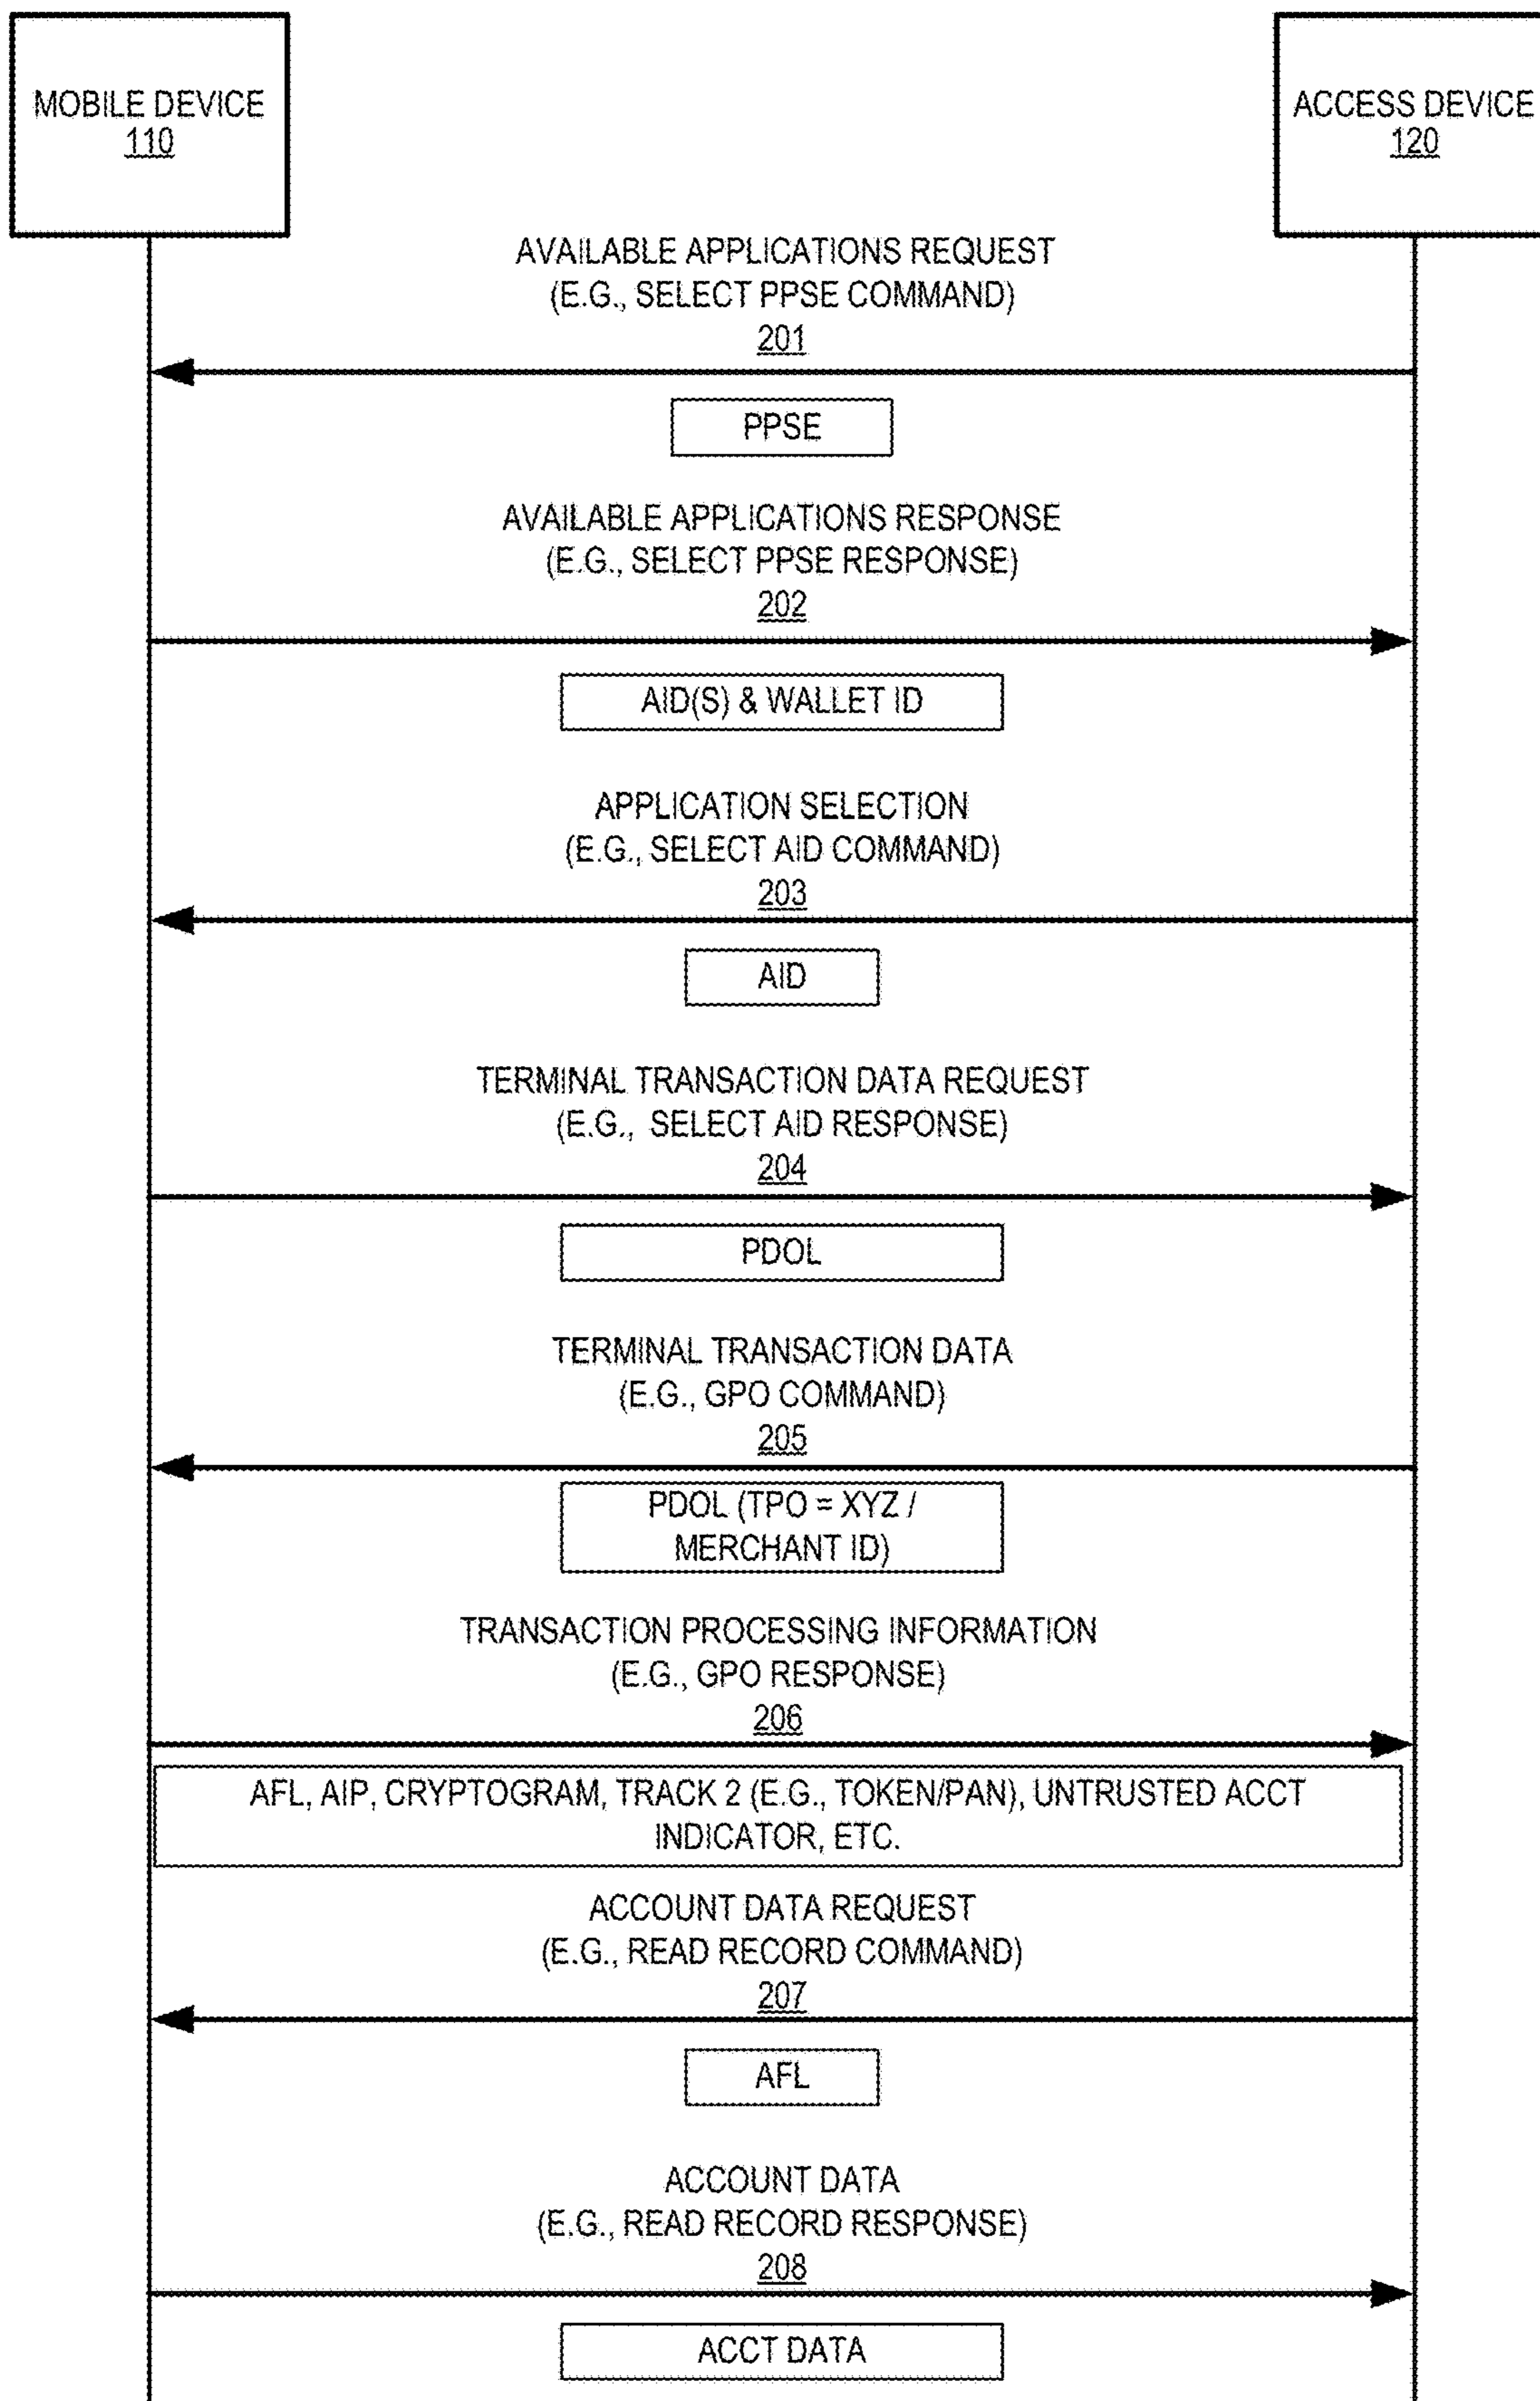 MOBILE DEVICE
110
ACCESS DEVICE
120
AVAILABLE APPLICATIONS REQUEST
(E.G., SELECT PPSE COMMAND)
201
PPSE
AVAILABLE APPLICATIONS RESPONSE
(E.G., SELECT PPSE RESPONSE)
202
AID(S) & WALLET ID
APPLICATION SELECTION
(E.G., SELECT AID COMMAND)
203
AID
TERMINAL TRANSACTION DATA REQUEST
(E.G., SELECT AID RESPONSE)
204
PDOL
TERMINAL TRANSACTION DATA
(E.G., GPO COMMAND)
205
PDOL (TPO = XYZ /
MERCHANT ID)
TRANSACTION PROCESSING INFORMATION
(E.G., GPO RESPONSE)
206
AFL, AIP, CRYPTOGRAM, TRACK 2 (E.G., TOKEN/PAN), UNTRUSTED ACCT
INDICATOR, ETC.
ACCOUNT DATA REQUEST
(E.G., READ RECORD COMMAND)
207
AFL
ACCOUNT DATA
(E.G., READ RECORD RESPONSE)
208
ACCT DATA